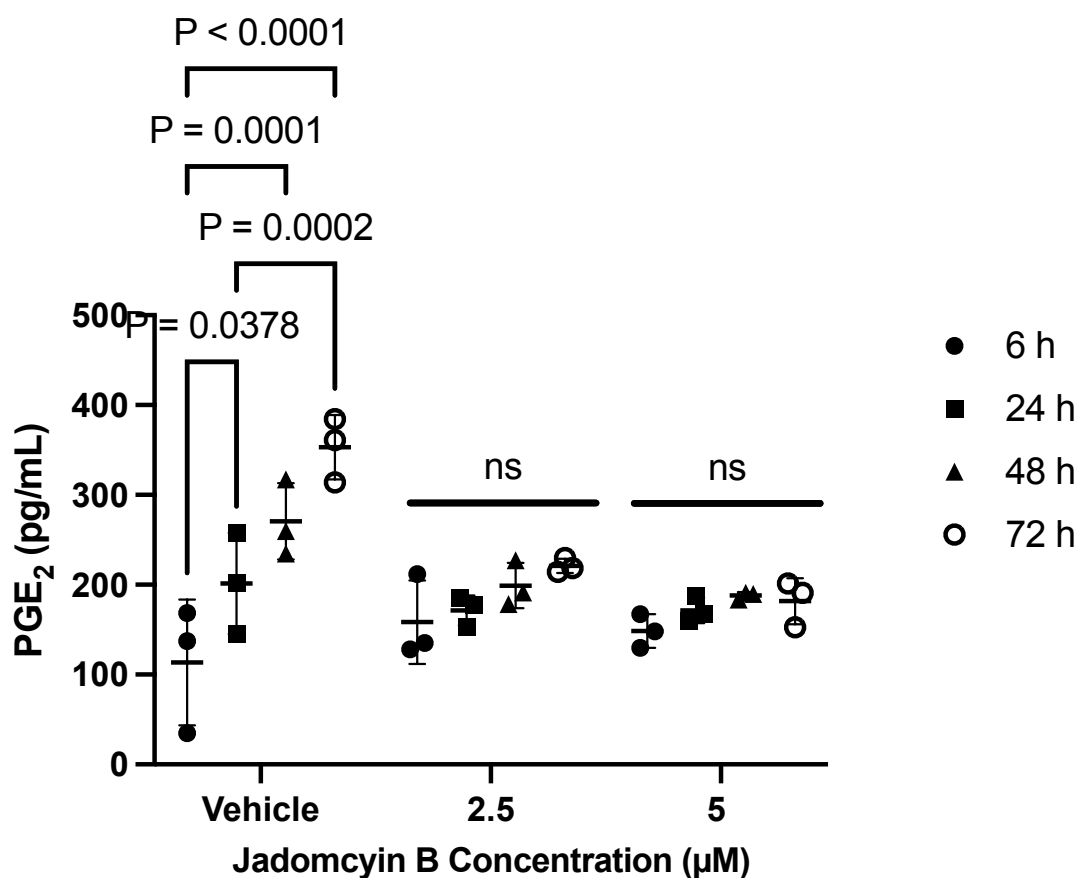 P < 0.0001
P = 0.0001
P = 0.0002
P = 0.0378
500
400
300
200
100
0
PGE₂ (pg/mL)
ns
ns
Vehicle
2.5
5
Jadomcyin B Concentration (µM)
6 h
24 h
48 h
72 h